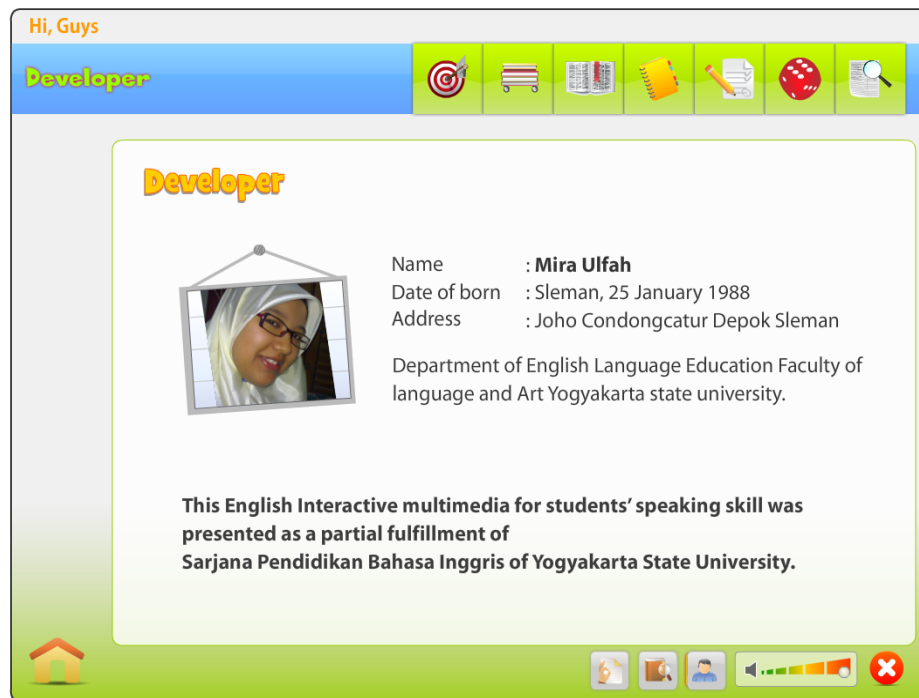 Hi, Guys
Developer
Developer
Name : Mira Ulfah
Date of born : Sleman, 25 January 1988
Address : Joho Condongcatur Depok Sleman
Department of English Language Education Faculty of
language and Art Yogyakarta state university.
This English Interactive multimedia for students’ speaking skill was
presented as a partial fulfillment of
Sarjana Pendidikan Bahasa Inggris of Yogyakarta State University.